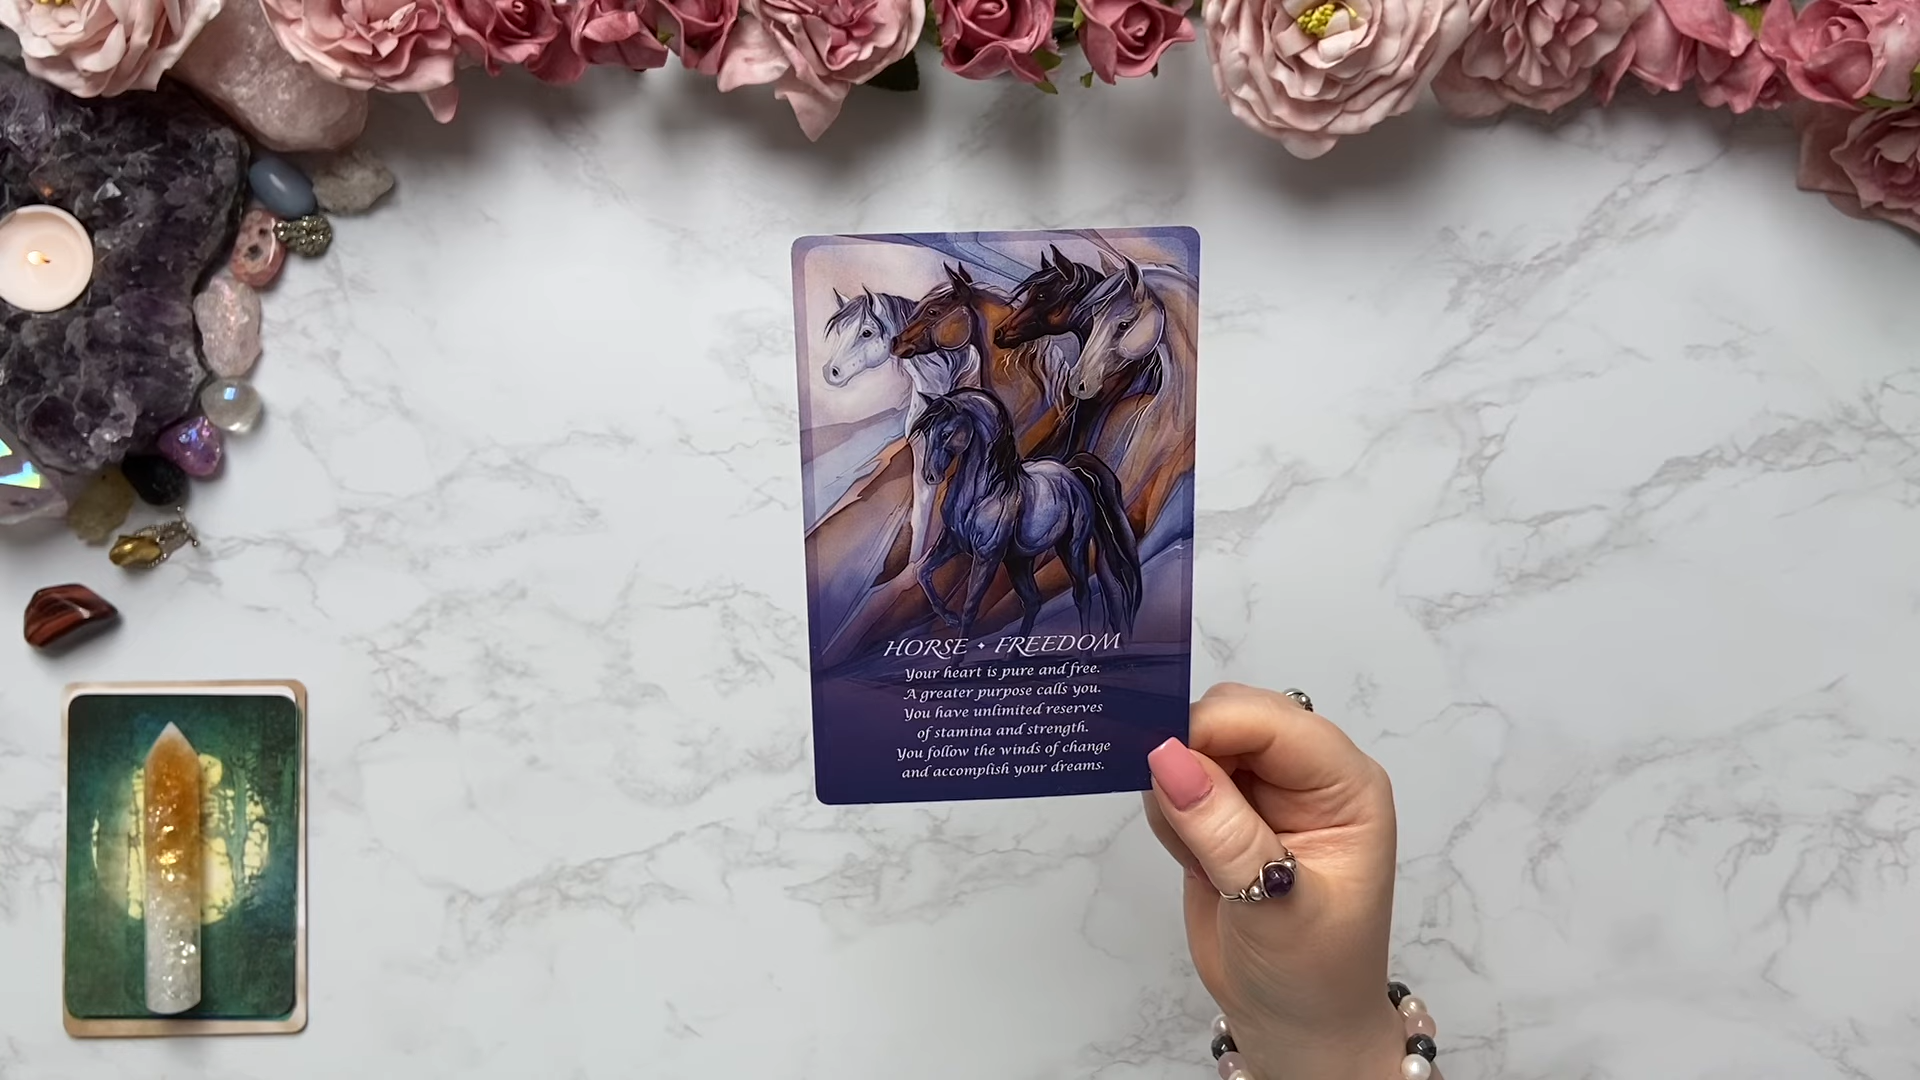 HORSE ✦ FREEDOM
Your heart is pure and free.
A greater purpose calls you.
You have unlimited reserves
of stamina and strength.
You follow the winds of change
and accomplish your dreams.